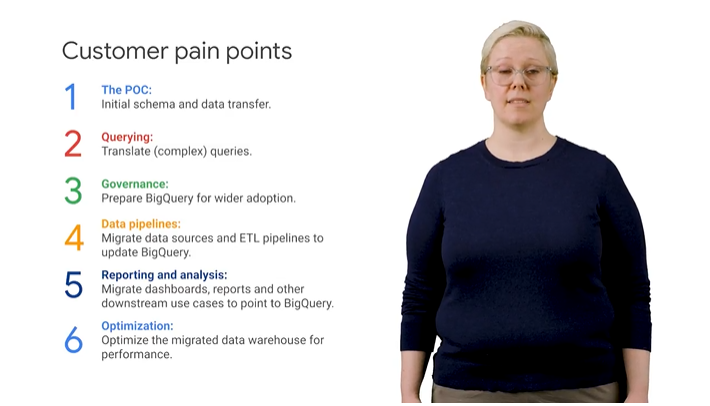 Customer pain points
1
The POC:
Initial schema and data transfer.
2
Querying:
Translate (complex) queries.
3
Governance:
Prepare BigQuery for wider adoption.
4
Data pipelines:
Migrate data sources and ETL pipelines to
update BigQuery.
5
Reporting and analysis:
Migrate dashboards, reports and other
downstream use cases to point to BigQuery.
6
Optimization:
Optimize the migrated data warehouse for
performance.